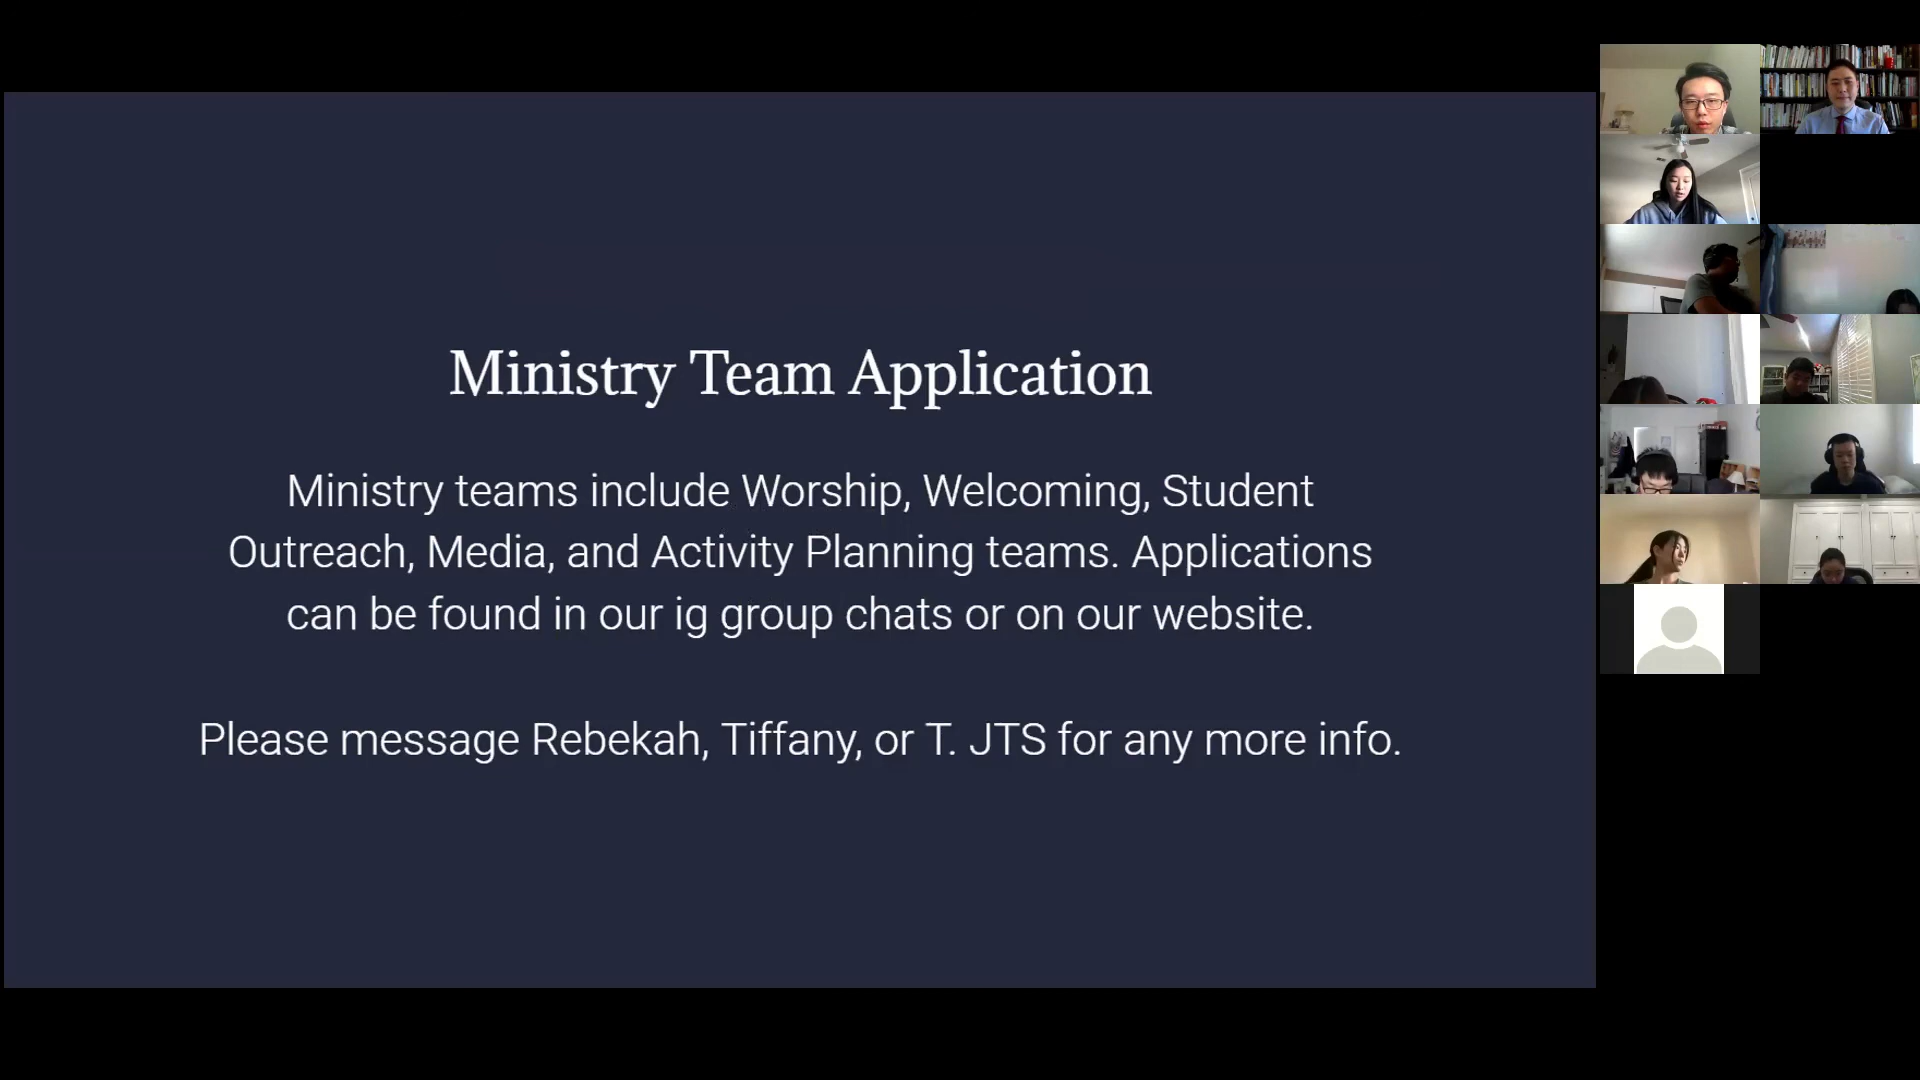 Ministry Team Application
Ministry teams include Worship, Welcoming, Student
Outreach, Media, and Activity Planning teams. Applications
can be found in our ig group chats or on our website.
Please message Rebekah, Tiffany, or T. JTS for any more info.